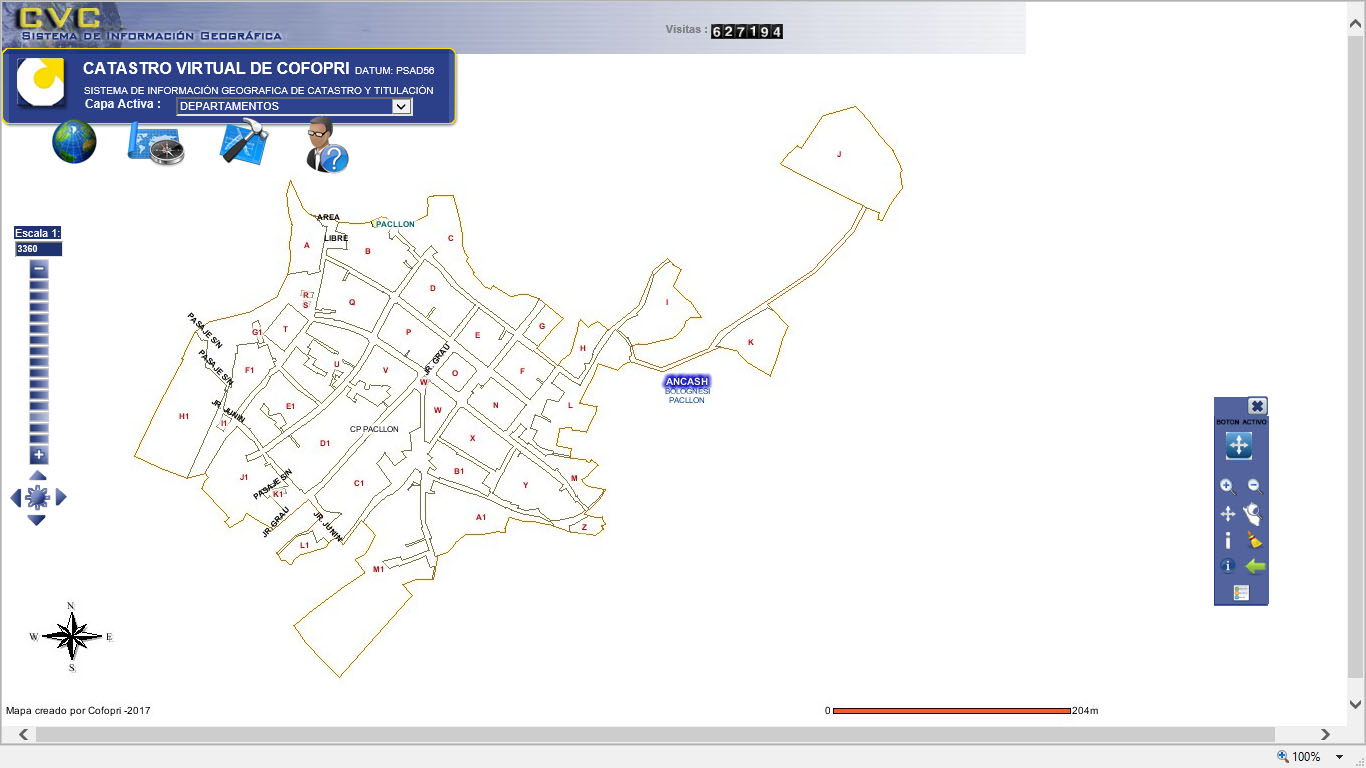 CVC
SISTEMA DE INFORMACIÓN GEOGRÁFICA
Visitas : 627194
CATASTRO VIRTUAL DE COFOPRI DATUM: PSAD56
SISTEMA DE INFORMACIÓN GEOGRAFICA DE CATASTRO Y TITULACIÓN
Capa Activa : DEPARTAMENTOS
Escala 1:
3360
J
AREA
PACLLON
LIBRE
A
B
C
D
R
S
Q
I
PASAJE S/N
G1
T
P
E
G
K
H
PASAJE S/N
F1
U
V
JR. GRAU
O
F
W
ANCASH
BOLOGNESI
PACLLON
JR. JUNIN
H1
I1
E1
W
N
L
CP PACLLON
D1
X
BOTON ACTIVO
J1
PASAJE S/N
K1
C1
B1
Y
M
JR. GRAU
JR. JUNIN
A1
Z
L1
M1
N
W
E
S
Mapa creado por Cofopri -2017
0
204m
100%